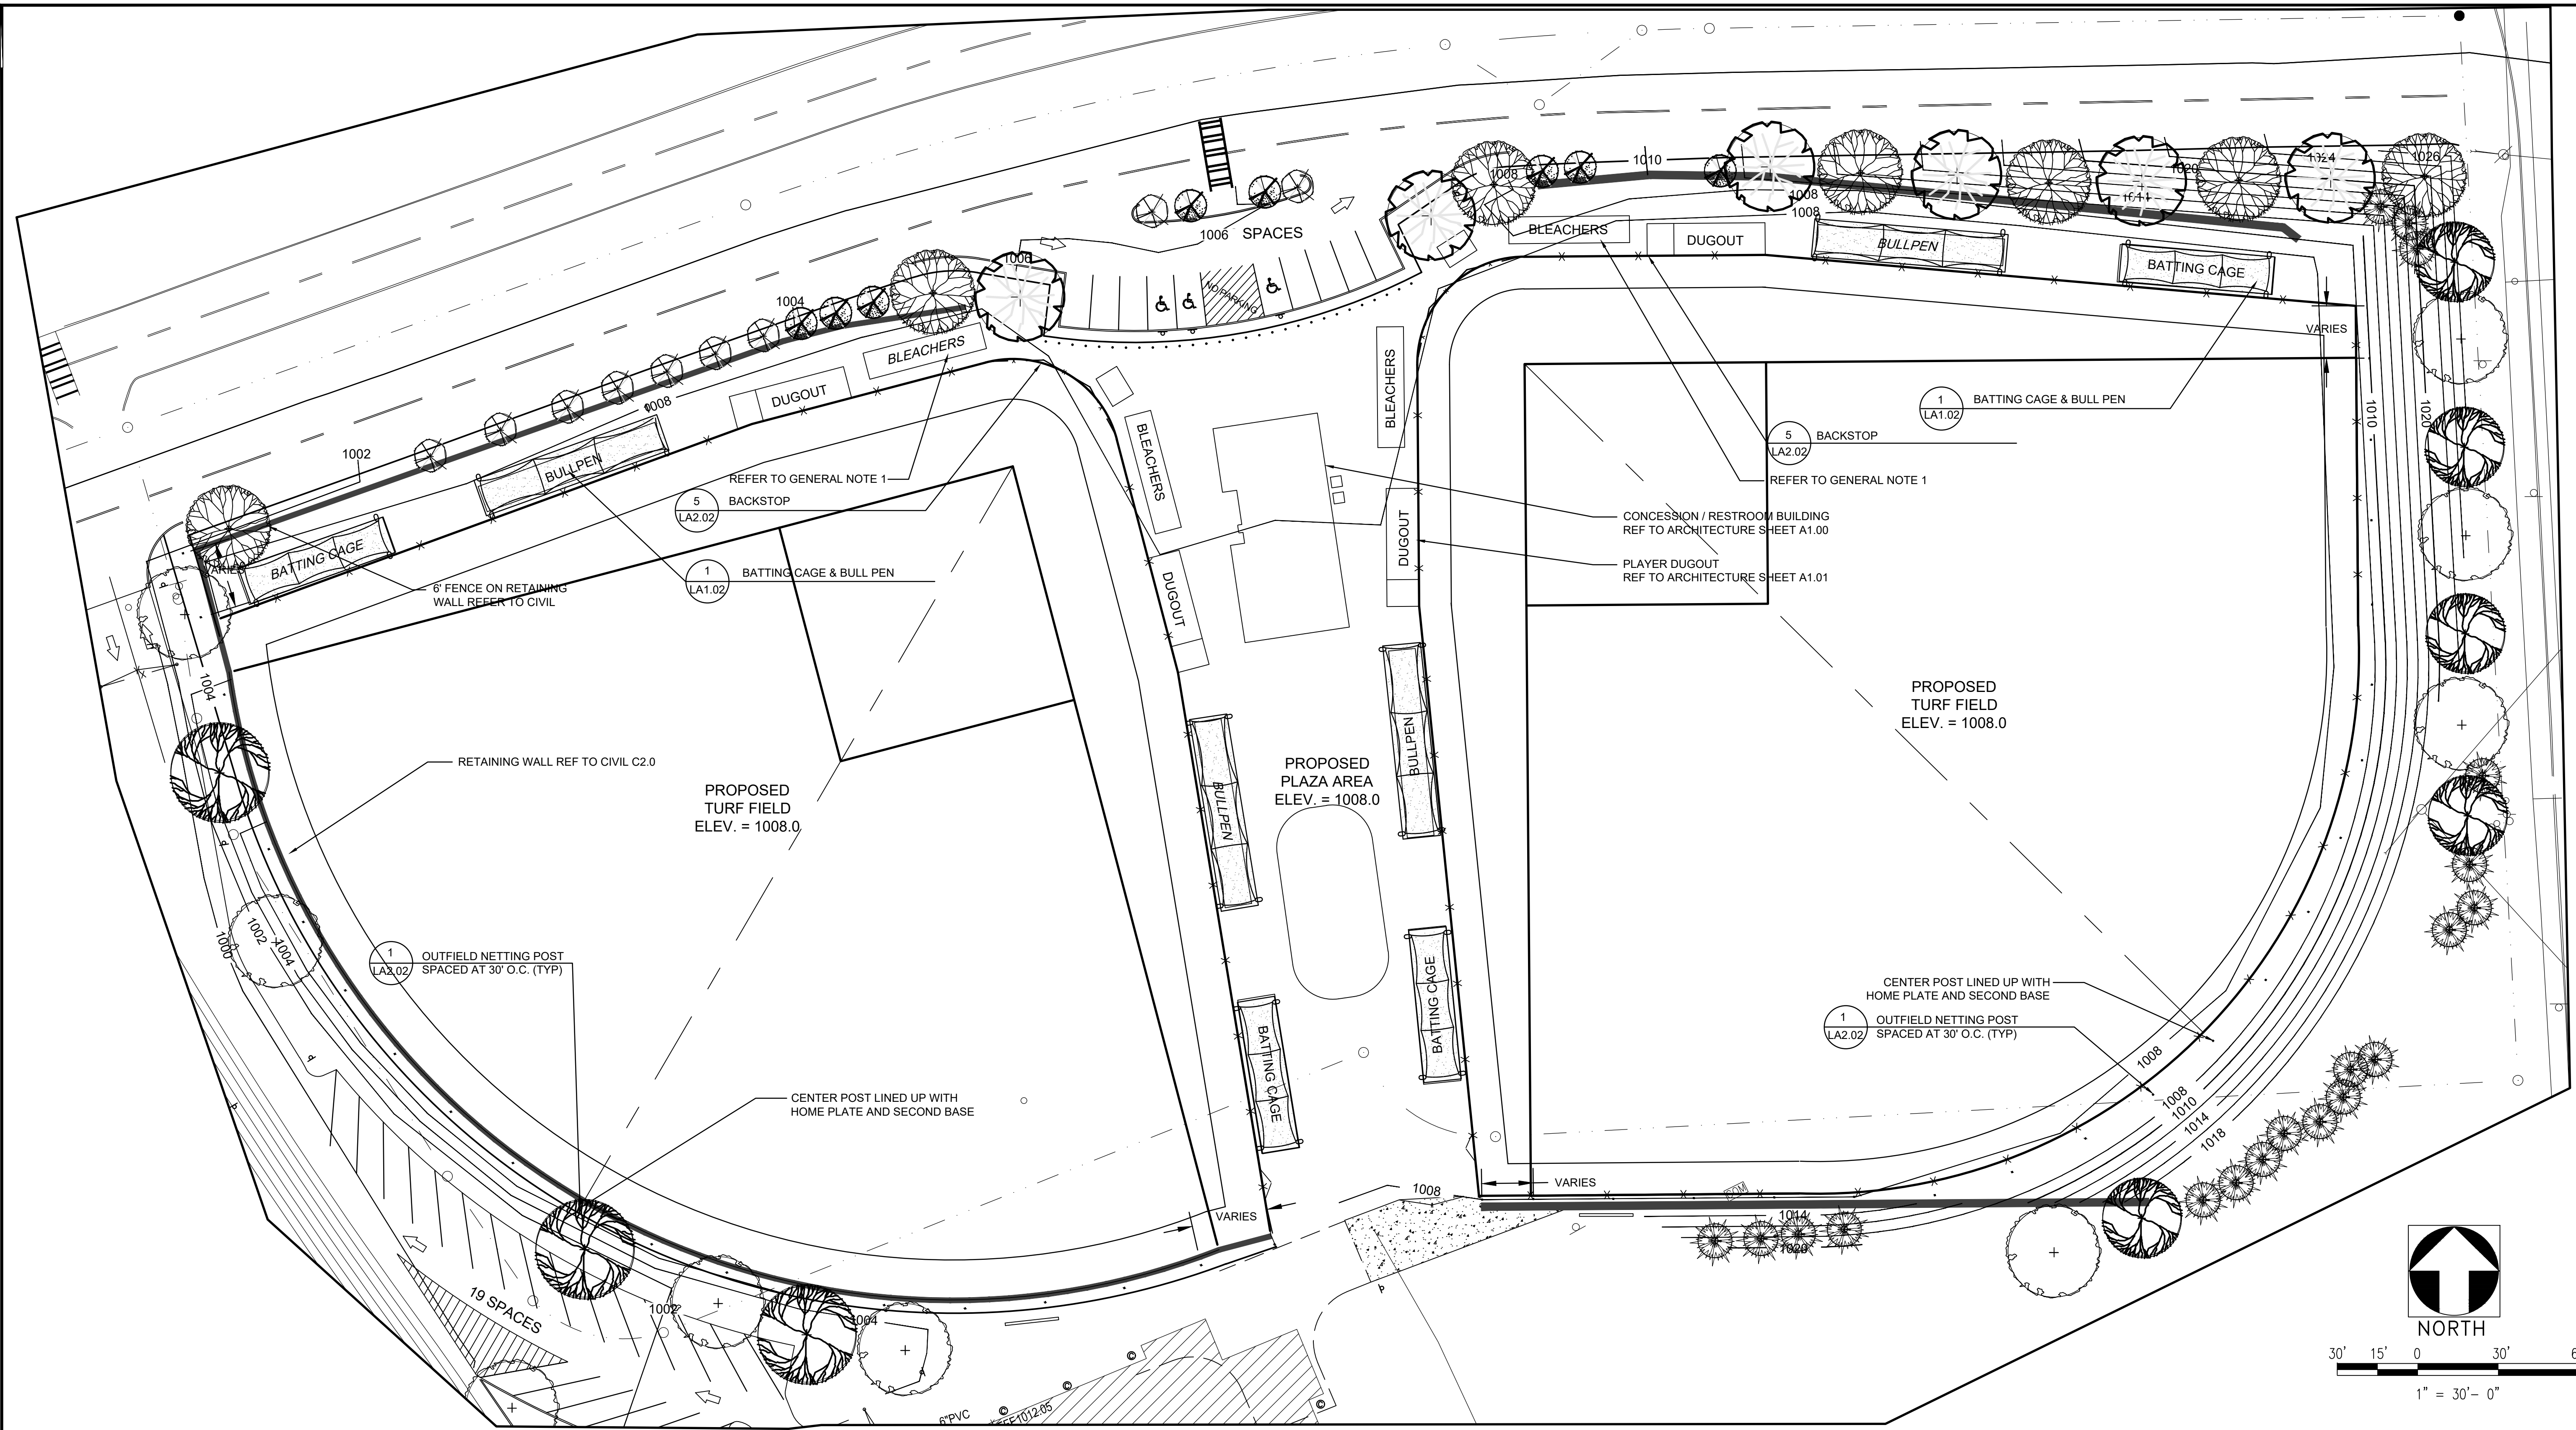 1010
1008
1024
1026
1020
1014
1008
1008
1006
SPACES
1006
NO PARKING
1004
BLEACHERS
DUGOUT
BULLPEN
BATTING CAGE
VARIES
BLEACHERS
DUGOUT
1008
BULLPEN
1002
BATTING CAGE
VARIES
BLEACHERS
DUGOUT
BLEACHERS
DUGOUT
1
LA1.02
BATTING CAGE & BULL PEN
5
LA2.02
BACKSTOP
REFER TO GENERAL NOTE 1
1010
1020
REFER TO GENERAL NOTE 1
5
LA2.02
BACKSTOP
1
LA1.02
BATTING CAGE & BULL PEN
6' FENCE ON RETAINING
WALL REFER TO CIVIL
CONCESSION / RESTROOM BUILDING
REF TO ARCHITECTURE SHEET A1.00
PLAYER DUGOUT
REF TO ARCHITECTURE SHEET A1.01
1004
RETAINING WALL REF TO CIVIL C2.0
PROPOSED
TURF FIELD
ELEV. = 1008.0
BULLPEN
PROPOSED
PLAZA AREA
ELEV. = 1008.0
BULLPEN
PROPOSED
TURF FIELD
ELEV. = 1008.0
1000
1002
1004
1
LA2.02
OUTFIELD NETTING POST
SPACED AT 30' O.C. (TYP)
BATTING CAGE
BATTING CAGE
CENTER POST LINED UP WITH
HOME PLATE AND SECOND BASE
1
LA2.02
OUTFIELD NETTING POST
SPACED AT 30' O.C. (TYP)
CENTER POST LINED UP WITH
HOME PLATE AND SECOND BASE
1008
1008
1010
1014
1018
VARIES
1008
VARIES
COM
1014
1020
19 SPACES
1002
1004
6"PVC
FF1012.05
NORTH
30' 15' 0 30' 6
1" = 30'- 0"